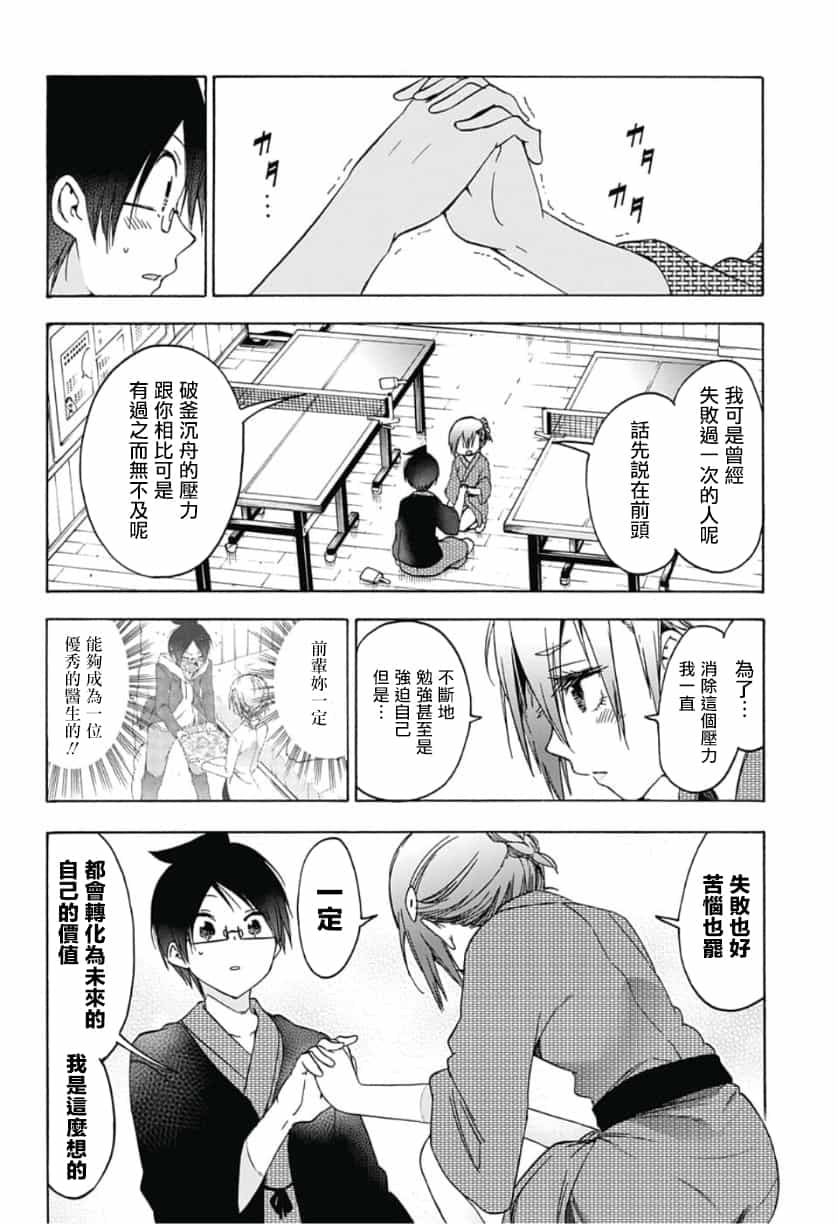 カタ
カタ
カタ
カタ…
我可是曾經
失敗過一次的人呢
話先説在前頭
破釜沉舟的壓力
跟你相比可是
有過之而無不及呢
為了…
消除這個壓力
我一直
不斷地
勉強甚至是
強迫自己
但是…
前輩妳一定
能夠成為一位
優秀的醫生的!!
失敗也好
苦惱也罷
一定
都會轉化為未來的
自己的價值
我是這麼想的